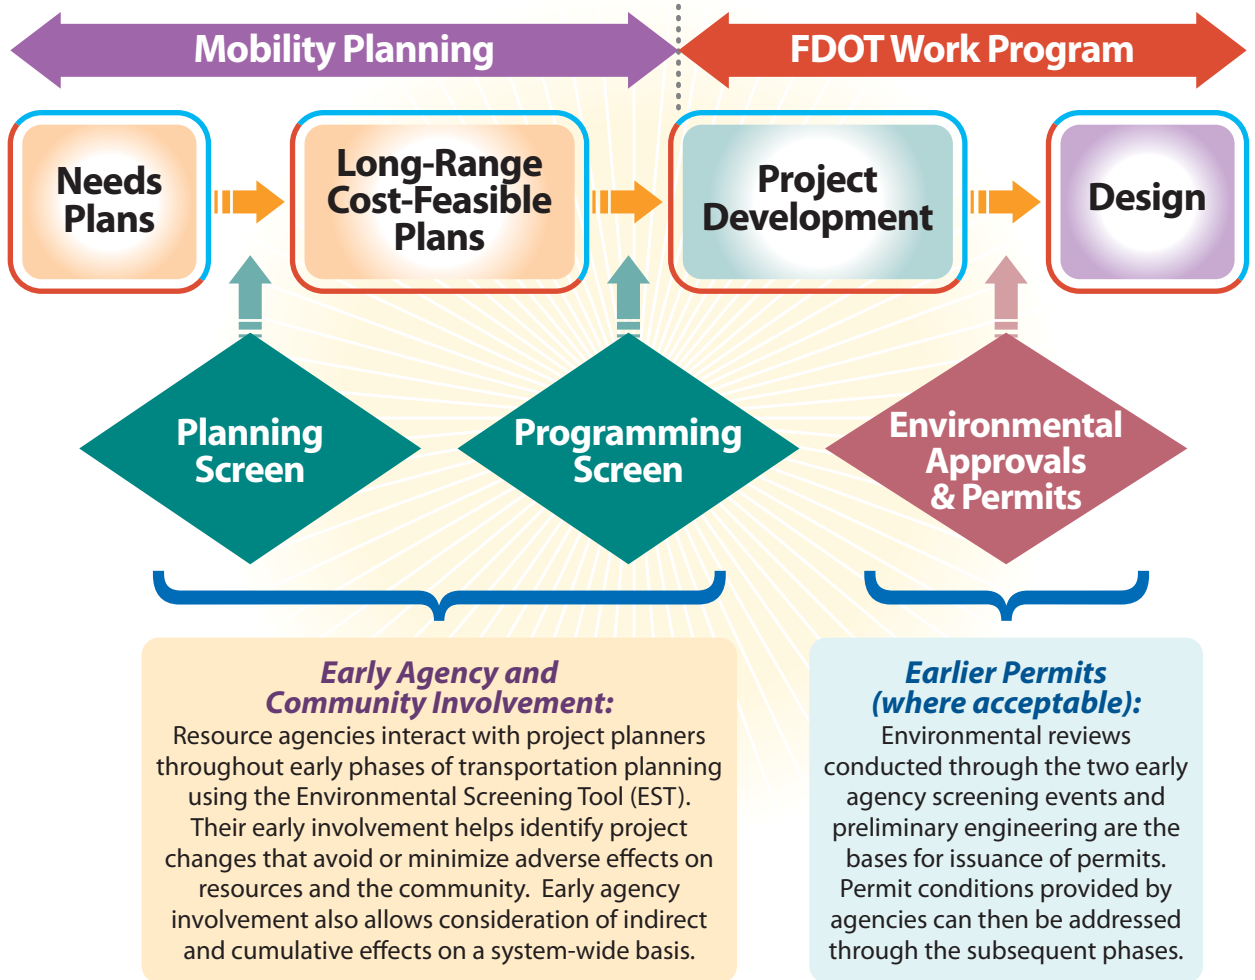 Mobility Planning
FDOT Work Program
Needs
Plans
Long-Range
Cost-Feasible
Plans
Project
Development
Design
Planning
Screen
Programming
Screen
Environmental
Approvals
& Permits
Early Agency and
Community Involvement:
Resource agencies interact with project planners
throughout early phases of transportation planning
using the Environmental Screening Tool (EST).
Their early involvement helps identify project
changes that avoid or minimize adverse effects on
resources and the community. Early agency
involvement also allows consideration of indirect
and cumulative effects on a system-wide basis.
Earlier Permits
(where acceptable):
Environmental reviews
conducted through the two early
agency screening events and
preliminary engineering are the
bases for issuance of permits.
Permit conditions provided by
agencies can then be addressed
through the subsequent phases.